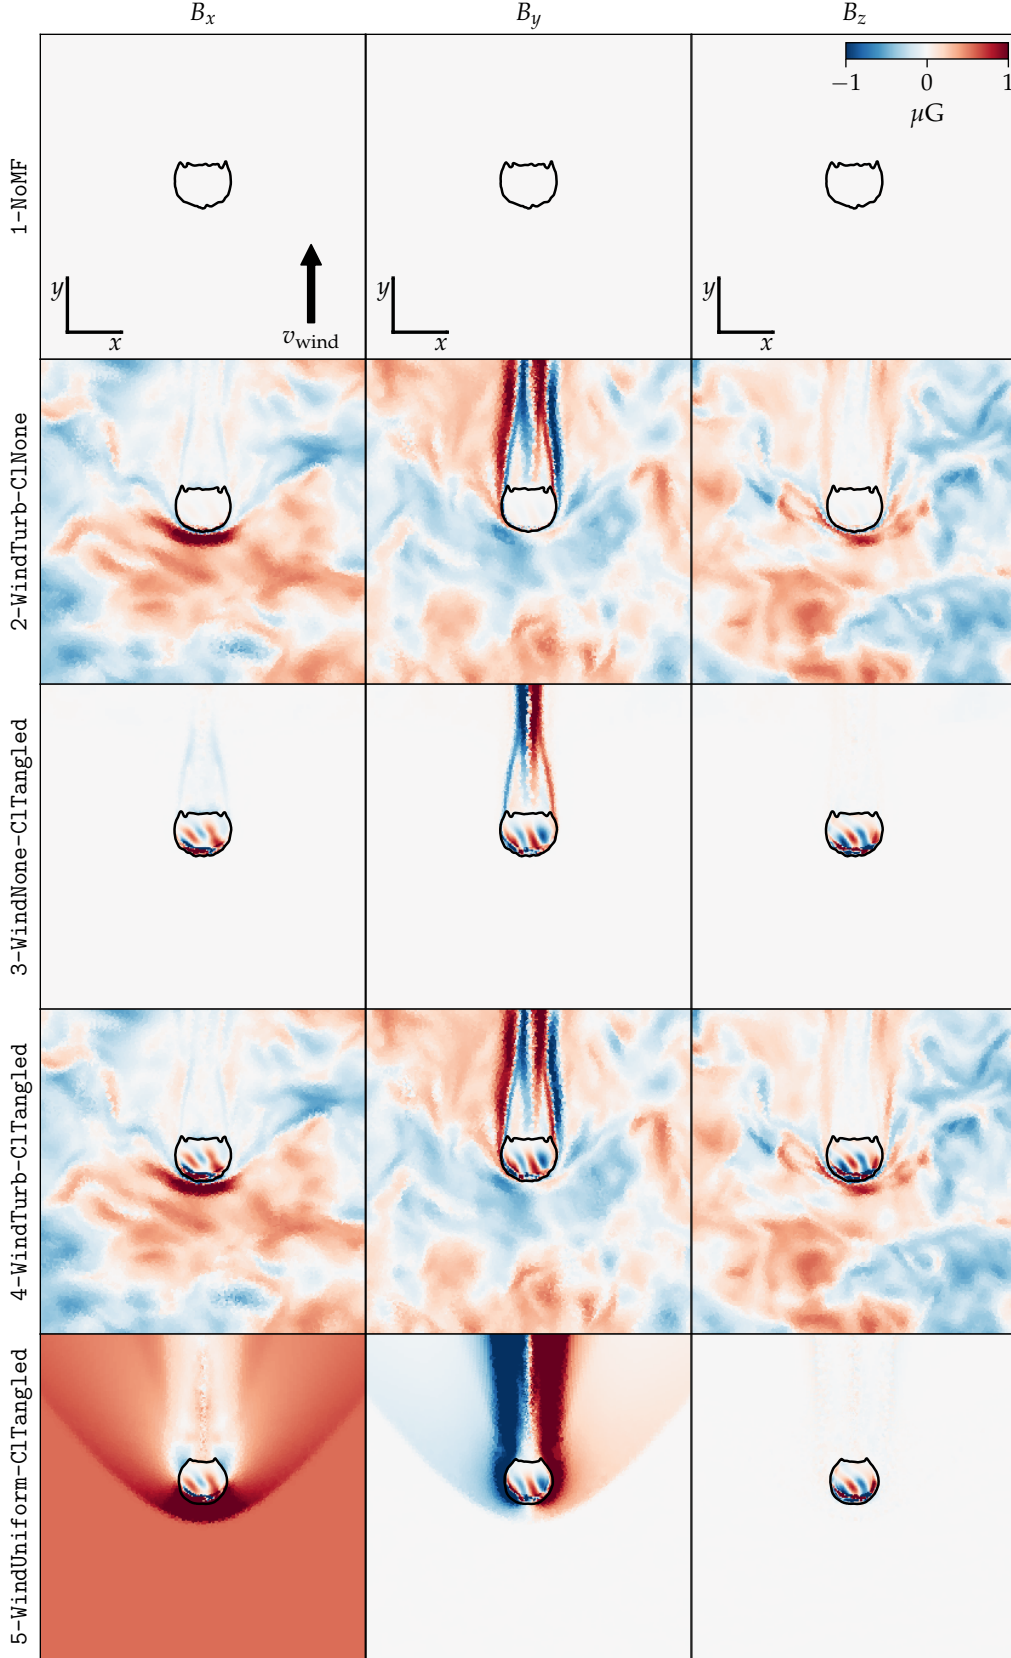 B_x B_y B_z
−1 0 1
μG
1-NoMF
y y y
x v_wind x x
2-WindTurb-ClNone
3-WindNone-ClTangled
4-WindTurb-ClTangled
5-WindUniform-ClTangled